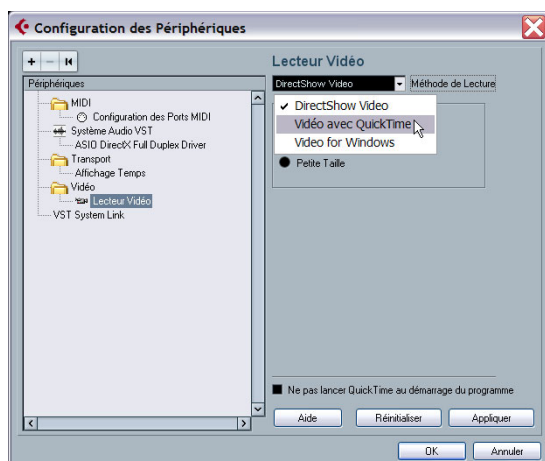 Configuration des Périphériques
+ -
Périphériques
MIDI
Configuration des Ports MIDI
Système Audio VST
ASIO DirectX Full Duplex Driver
Transport
Affichage Temps
Vidéo
Lecteur Vidéo
VST System Link
Lecteur Vidéo
DirectShow Video
Méthode de Lecture
✓ DirectShow Video
Vidéo avec QuickTime
Video for Windows
Petite Taille
Ne pas lancer QuickTime au démarrage du programme
Aide
Réinitialiser
Appliquer
OK
Annuler